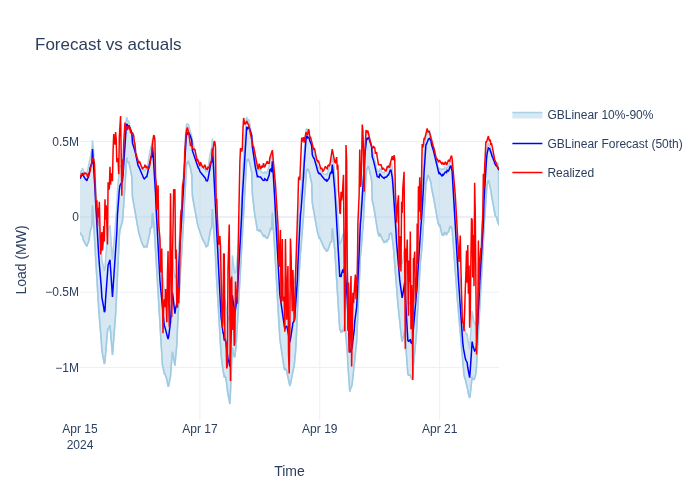 Forecast vs actuals
GBLinear 10%-90%
GBLinear Forecast (50th)
Realized
0.5M
0
−0.5M
−1M
Load (MW)
Apr 15
2024
Apr 17
Apr 19
Apr 21
Time